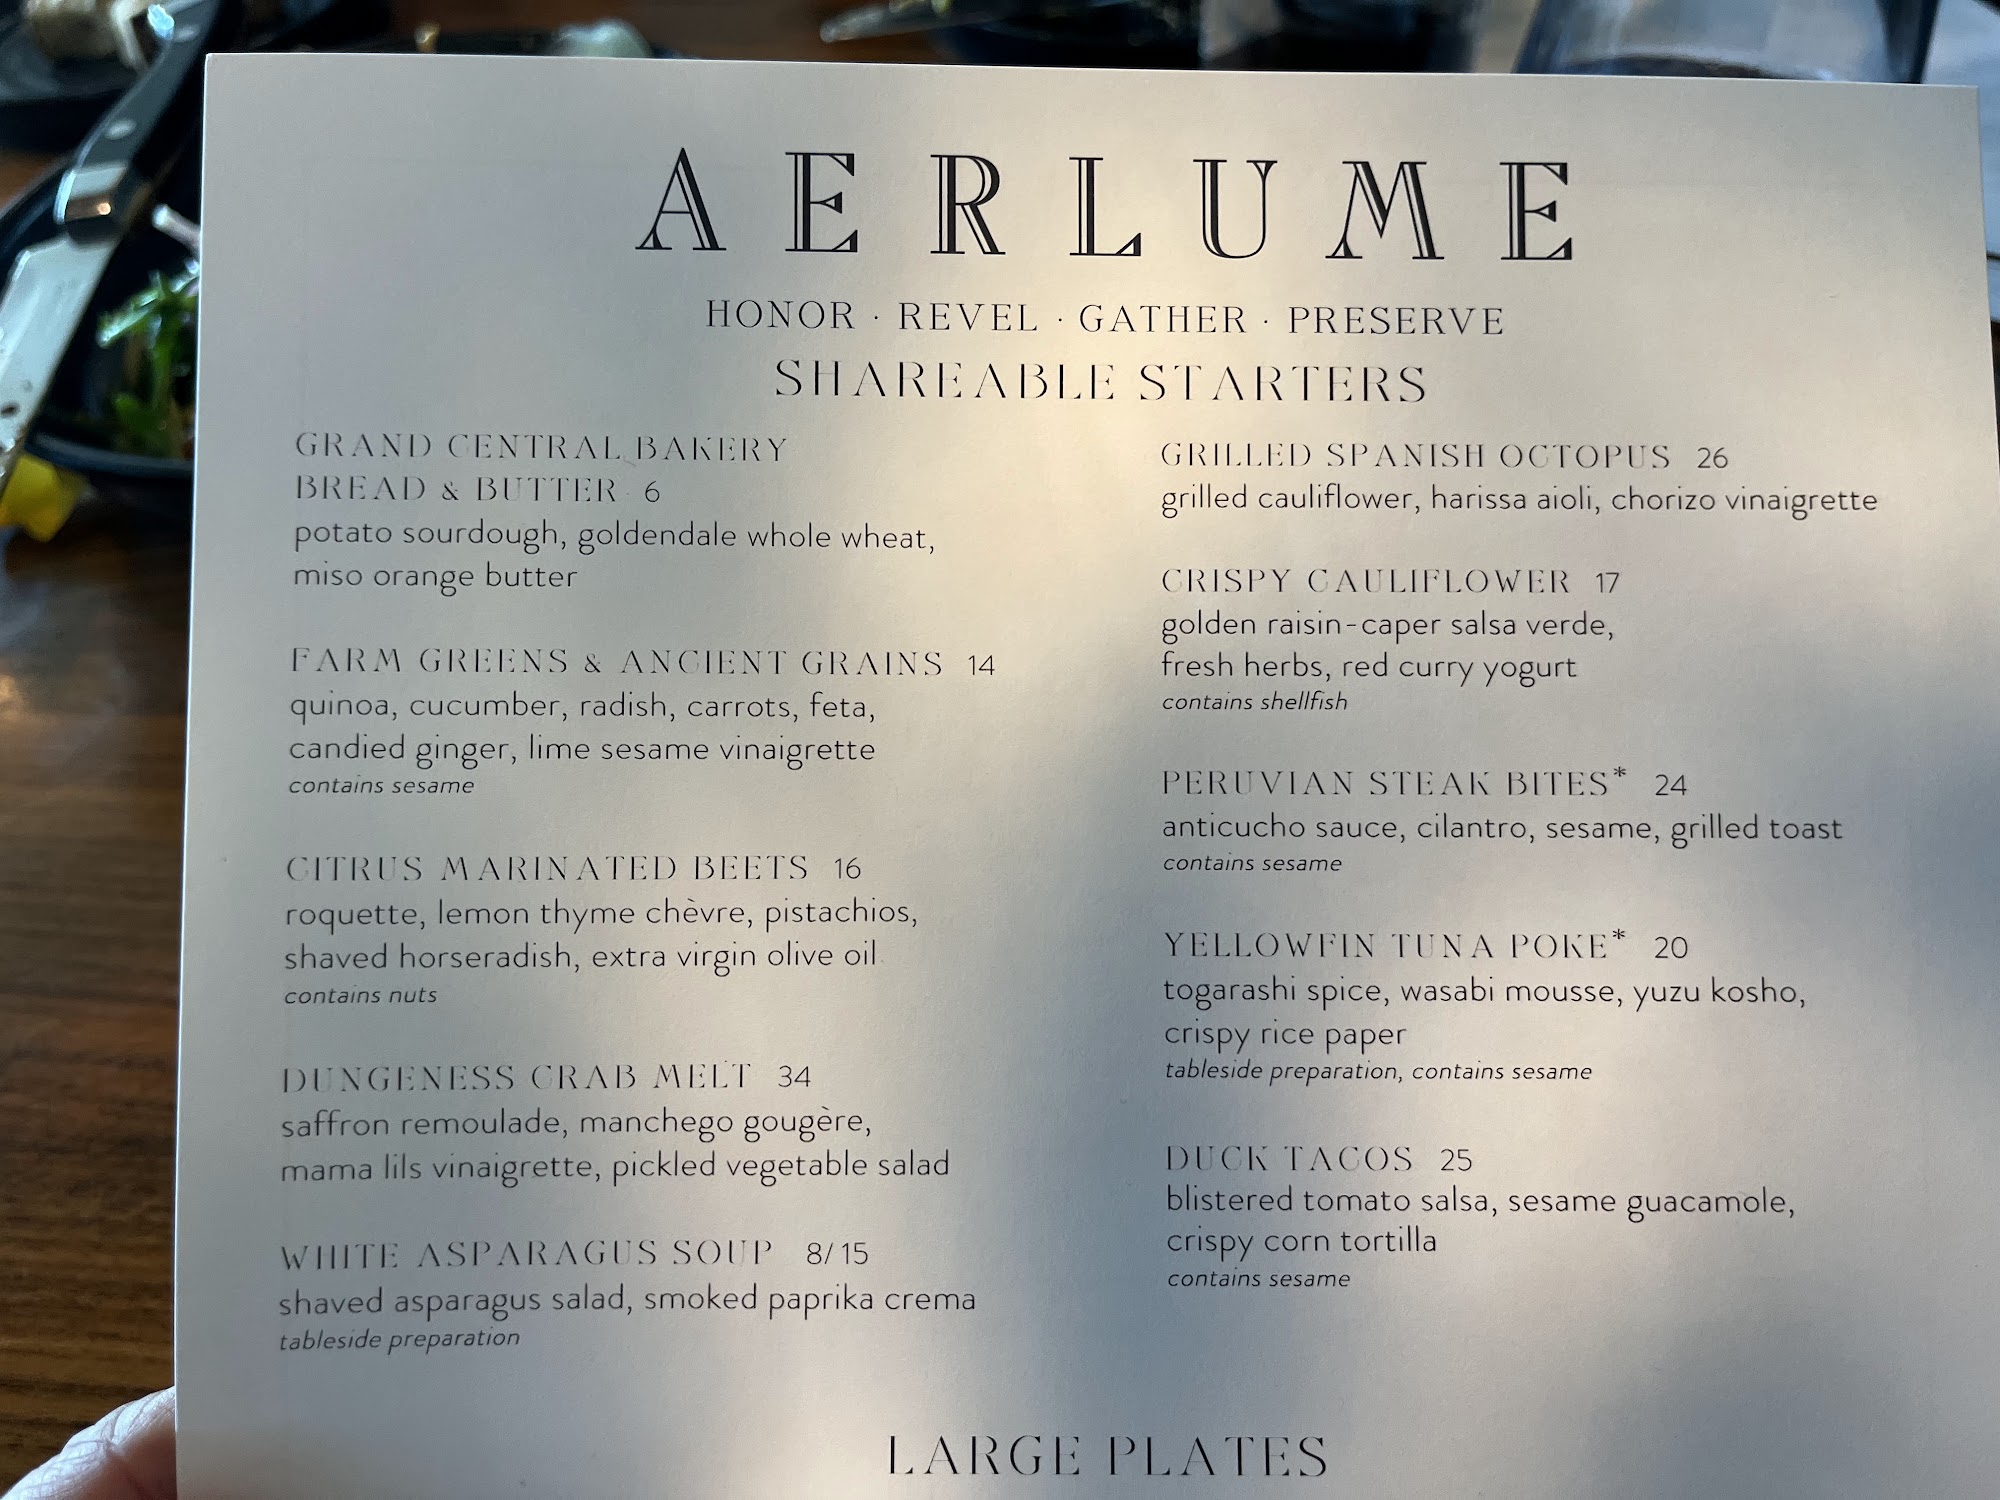 AERLUME
HONOR · REVEL · GATHER · PRESERVE
SHAREABLE STARTERS
GRAND CENTRAL BAKERY
BREAD & BUTTER 6
potato sourdough, goldendale whole wheat,
miso orange butter
FARM GREENS & ANCIENT GRAINS 14
quinoa, cucumber, radish, carrots, feta,
candied ginger, lime sesame vinaigrette
contains sesame
CITRUS MARINATED BEETS 16
roquette, lemon thyme chèvre, pistachios,
shaved horseradish, extra virgin olive oil
contains nuts
DUNGENESS CRAB MELT 34
saffron remoulade, manchego gougère,
mama lils vinaigrette, pickled vegetable salad
WHITE ASPARAGUS SOUP 8/15
shaved asparagus salad, smoked paprika crema
tableside preparation
GRILLED SPANISH OCTOPUS 26
grilled cauliflower, harissa aioli, chorizo vinaigrette
CRISPY CAULIFLOWER 17
golden raisin-caper salsa verde,
fresh herbs, red curry yogurt
contains shellfish
PERUVIAN STEAK BITES* 24
anticucho sauce, cilantro, sesame, grilled toast
contains sesame
YELLOWFIN TUNA POKE* 20
togarashi spice, wasabi mousse, yuzu kosho,
crispy rice paper
tableside preparation, contains sesame
DUCK TACOS 25
blistered tomato salsa, sesame guacamole,
crispy corn tortilla
contains sesame
LARGE PLATES